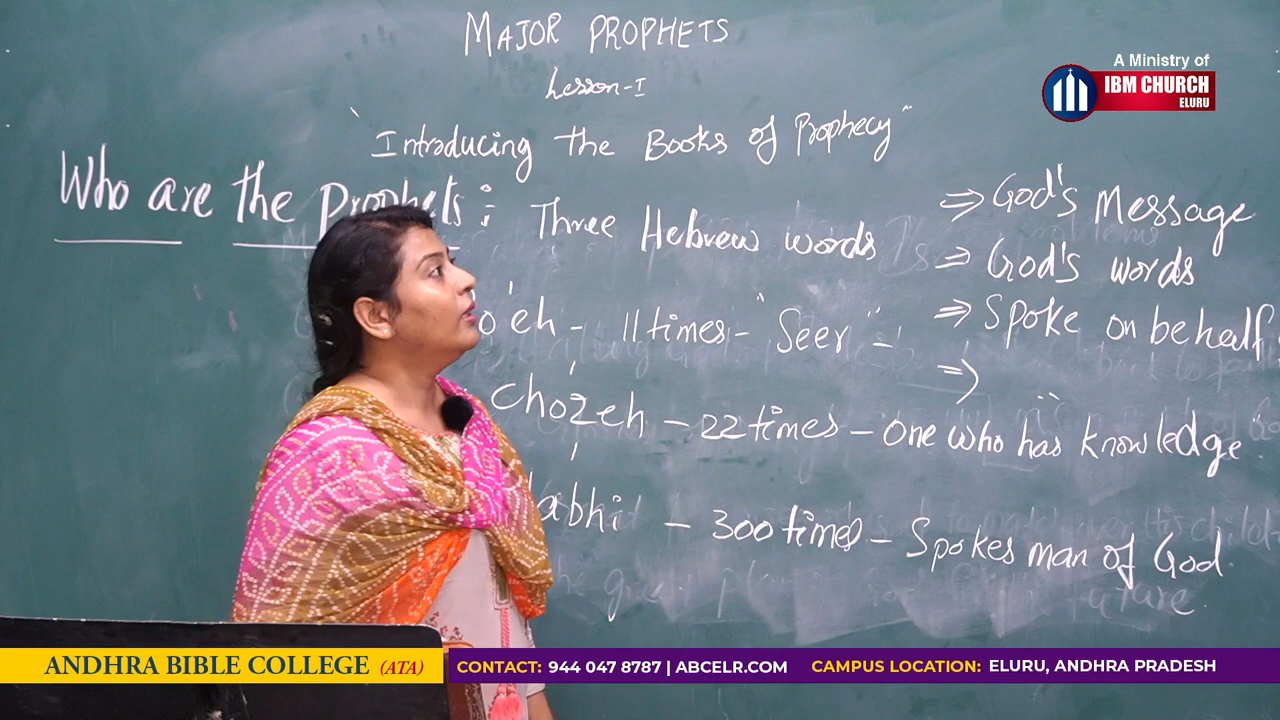 MAJOR PROPHETS
Lesson-I
"Introducing the Books of Prophecy"
A Ministry of
IBM CHURCH
ELURU
Who are the prophets: Three Hebrew words
⇒ God's Message
⇒ God's words
⇒ Spoke on behalf
⇒
o'eh - 11 times - "Seer" -
Chozeh - 22 times - One who has knowledge
abhi - 300 times - Spokes man of God
ANDHRA BIBLE COLLEGE (ATA)
CONTACT: 944 047 8787 | ABCELR.COM CAMPUS LOCATION: ELURU, ANDHRA PRADESH